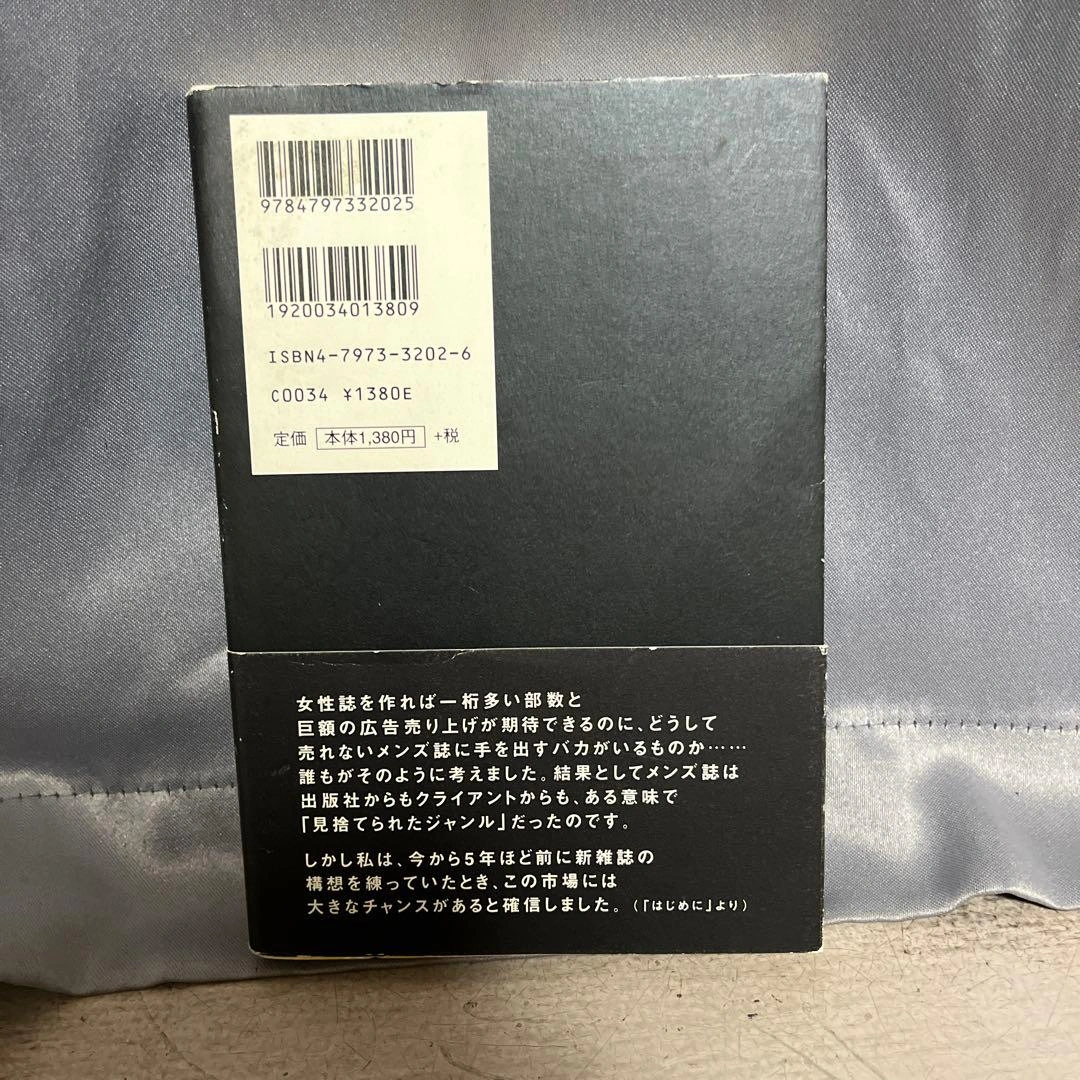 9784797332025
1920034013809
ISBN4-7973-3202-6
C0034 ¥1380E
定価 本体1,380円 +税
女性誌を作れば一桁多い部数と
巨額の広告売り上げが期待できるのに、どうして
売れないメンズ誌に手を出すバカがいるものか……
誰もがそのように考えました。結果としてメンズ誌は
出版社からもクライアントからも、ある意味で
「見捨てられたジャンル」だったのです。
しかし私は、今から5年ほど前に新雑誌の
構想を練っていたとき、この市場には
大きなチャンスがあると確信しました。(「はじめに」より)